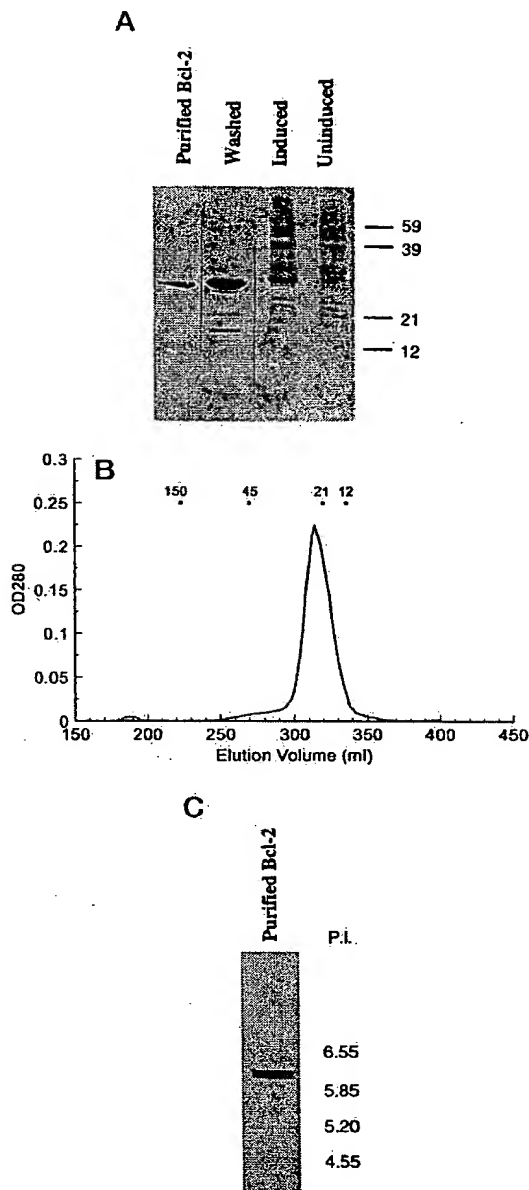 A
Purified Bcl-2
Washed
Induced
Uninduced
59
39
21
12
B
0.3
0.25
0.2
0.15
0.1
0.05
0
OD280
150
45
21
12
150
200
250
300
350
400
450
Elution Volume (ml)
C
Purified Bcl-2
P.I.
6.55
5.85
5.20
4.55